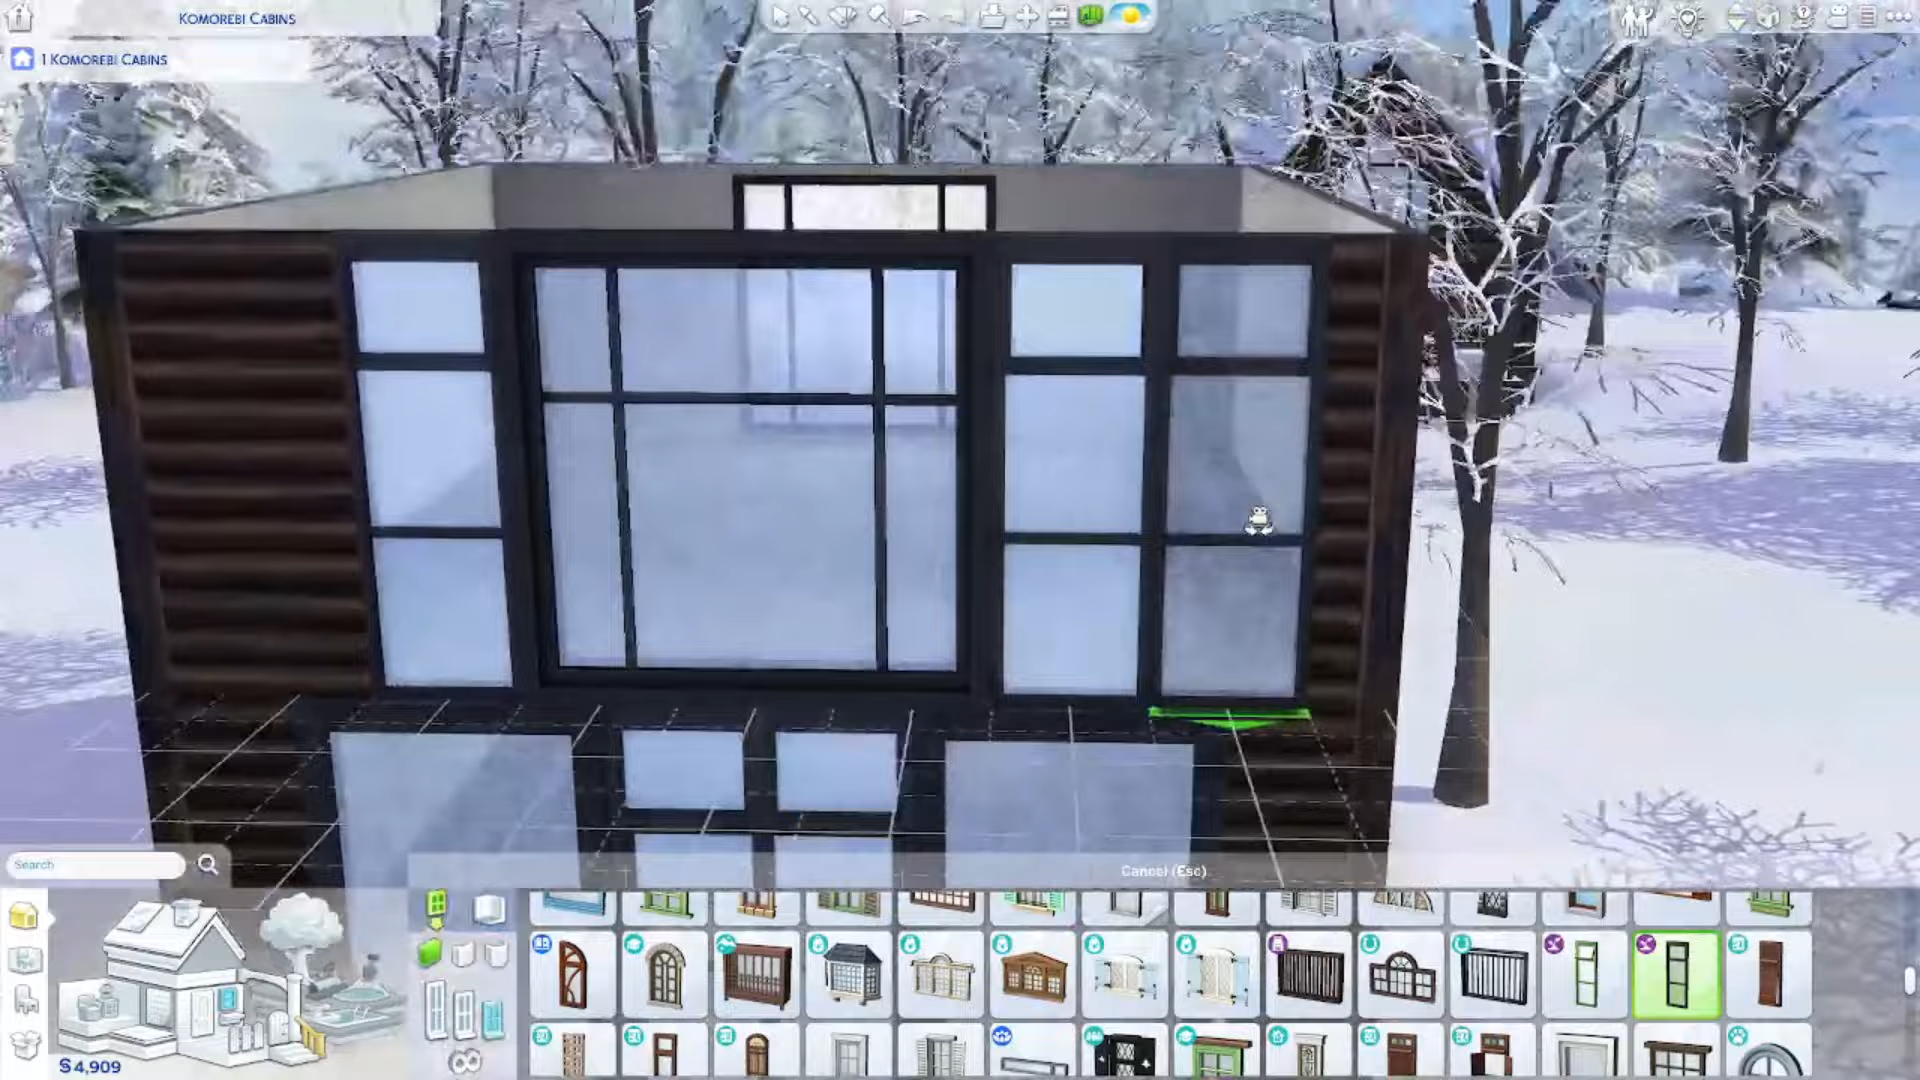 KOMOREBI CABINS
1 KOMOREBI CABINS
Search
Cancel (Esc)
§4,909